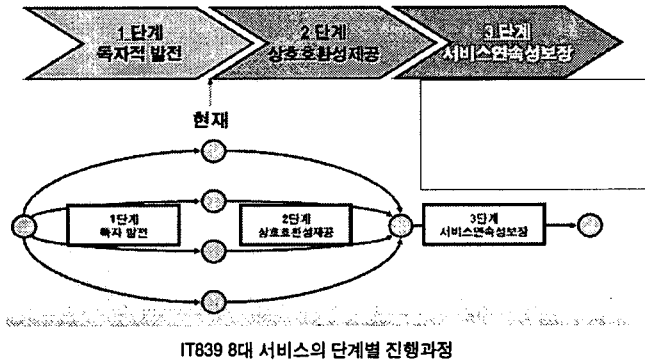 1 단계
독자적 발전
2 단계
상호호환성제공
3 단계
서비스연속성보장
현재
1단계
독자 발전
2단계
상호호환성제공
3단계
서비스연속성보장
IT839 8대 서비스의 단계별 진행과정